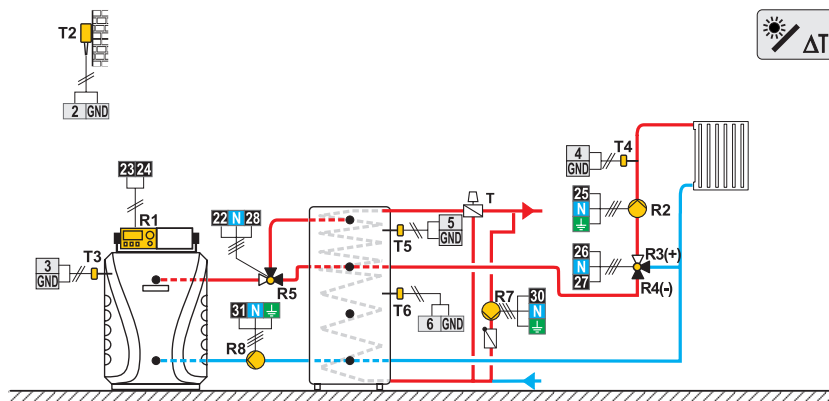 T2
ΔT
2 GND
4
GND
T4
23 24
25
N
R2
R1
22 N 28
T
5
GND
T5
26
N
27
R3(+)
R4(-)
3
GND
T3
R5
T6
6 GND
R7
30
N
31 N
R8